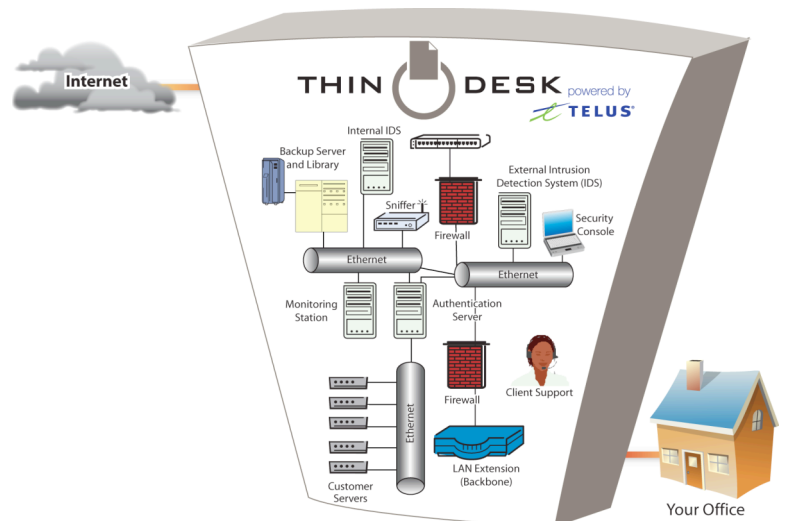 Internet
THIN DESK
powered by
TELUS®
Internal IDS
Backup Server
and Library
External Intrusion
Detection System (IDS)
Sniffer
Security
Console
Firewall
Ethernet
Ethernet
Monitoring
Station
Authentication
Server
Ethernet
Firewall
Client Support
Customer
Servers
LAN Extension
(Backbone)
Your Office